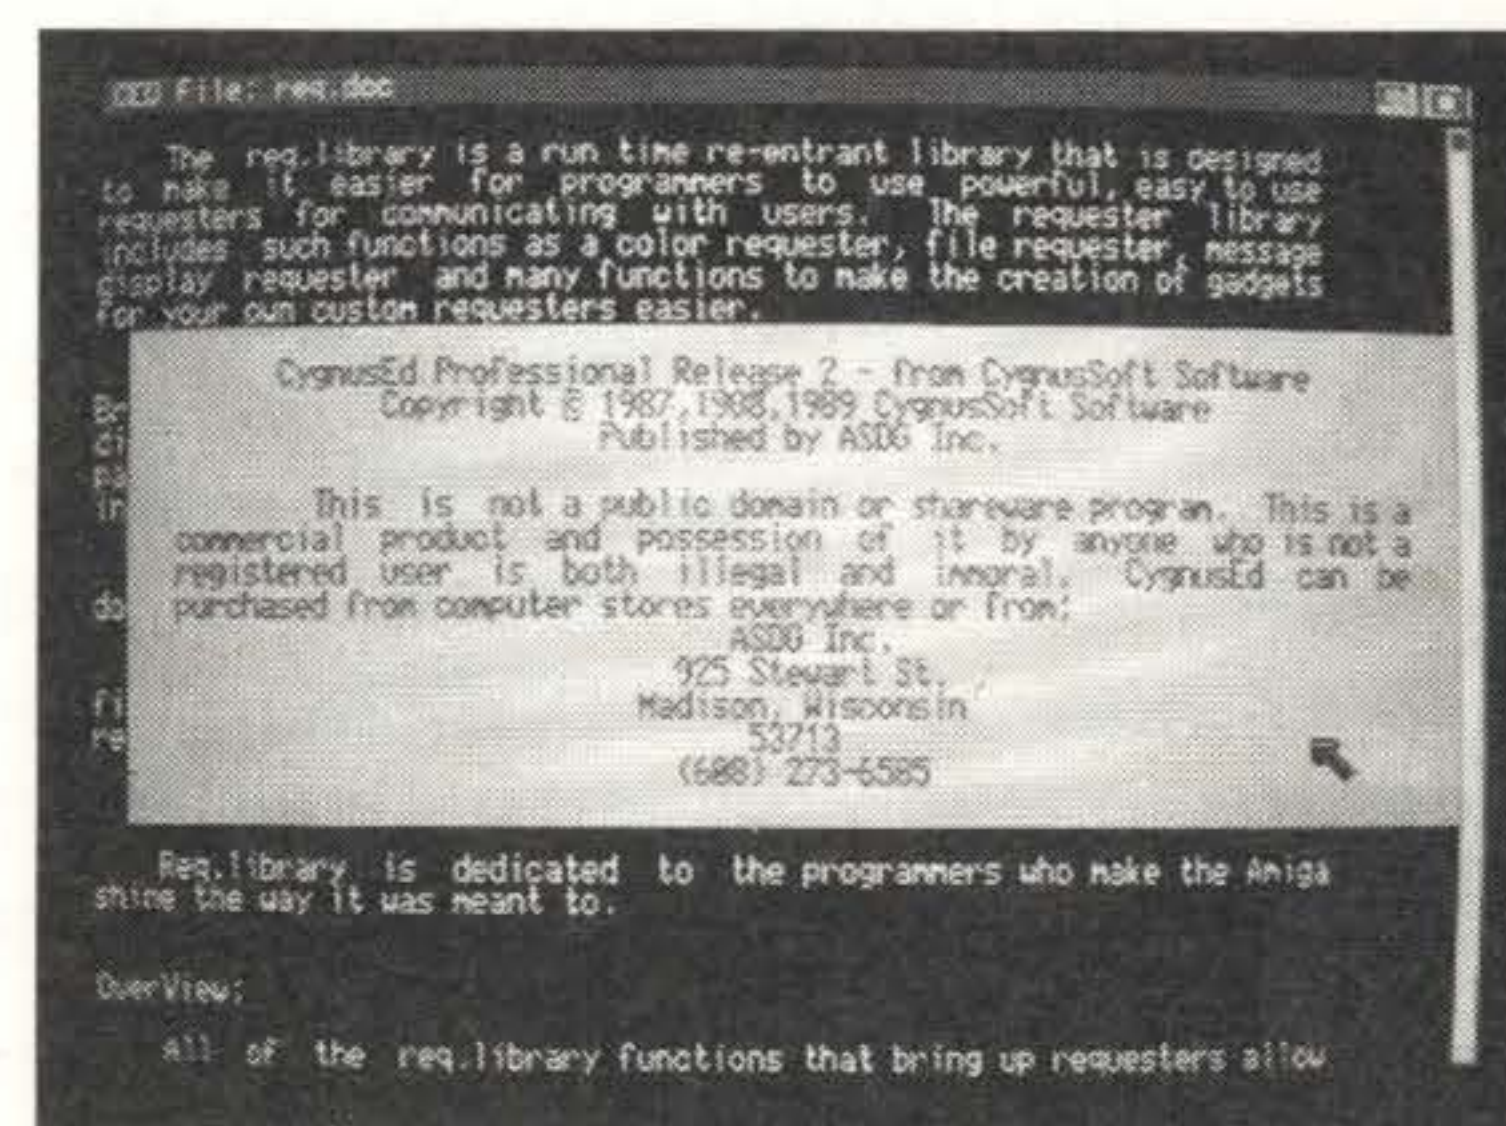 File: req.doc
The req.library is a run time re-entrant library that is designed
to make it easier for programmers to use powerful, easy to use
requesters for communicating with users. The requester library
includes such functions as a color requester, file requester, message
display requester and many functions to make the creation of gadgets
for your own custom requesters easier.
CygnusEd Professional Release 2 - from CygnusSoft Software
Copyright © 1987,1988,1989 CygnusSoft Software
Published by ASDG Inc.
This is not a public domain or shareware program. This is a
commercial product and possession of it by anyone who is not a
registered user is both illegal and immoral. CygnusEd can be
purchased from computer stores everywhere or from:
ASDG Inc.
925 Stewart St.
Madison, Wisconsin
53713
(608) 273-6585
Req.library is dedicated to the programmers who make the Amiga
shine the way it was meant to.
OverView:
All of the req.library functions that bring up requesters allow